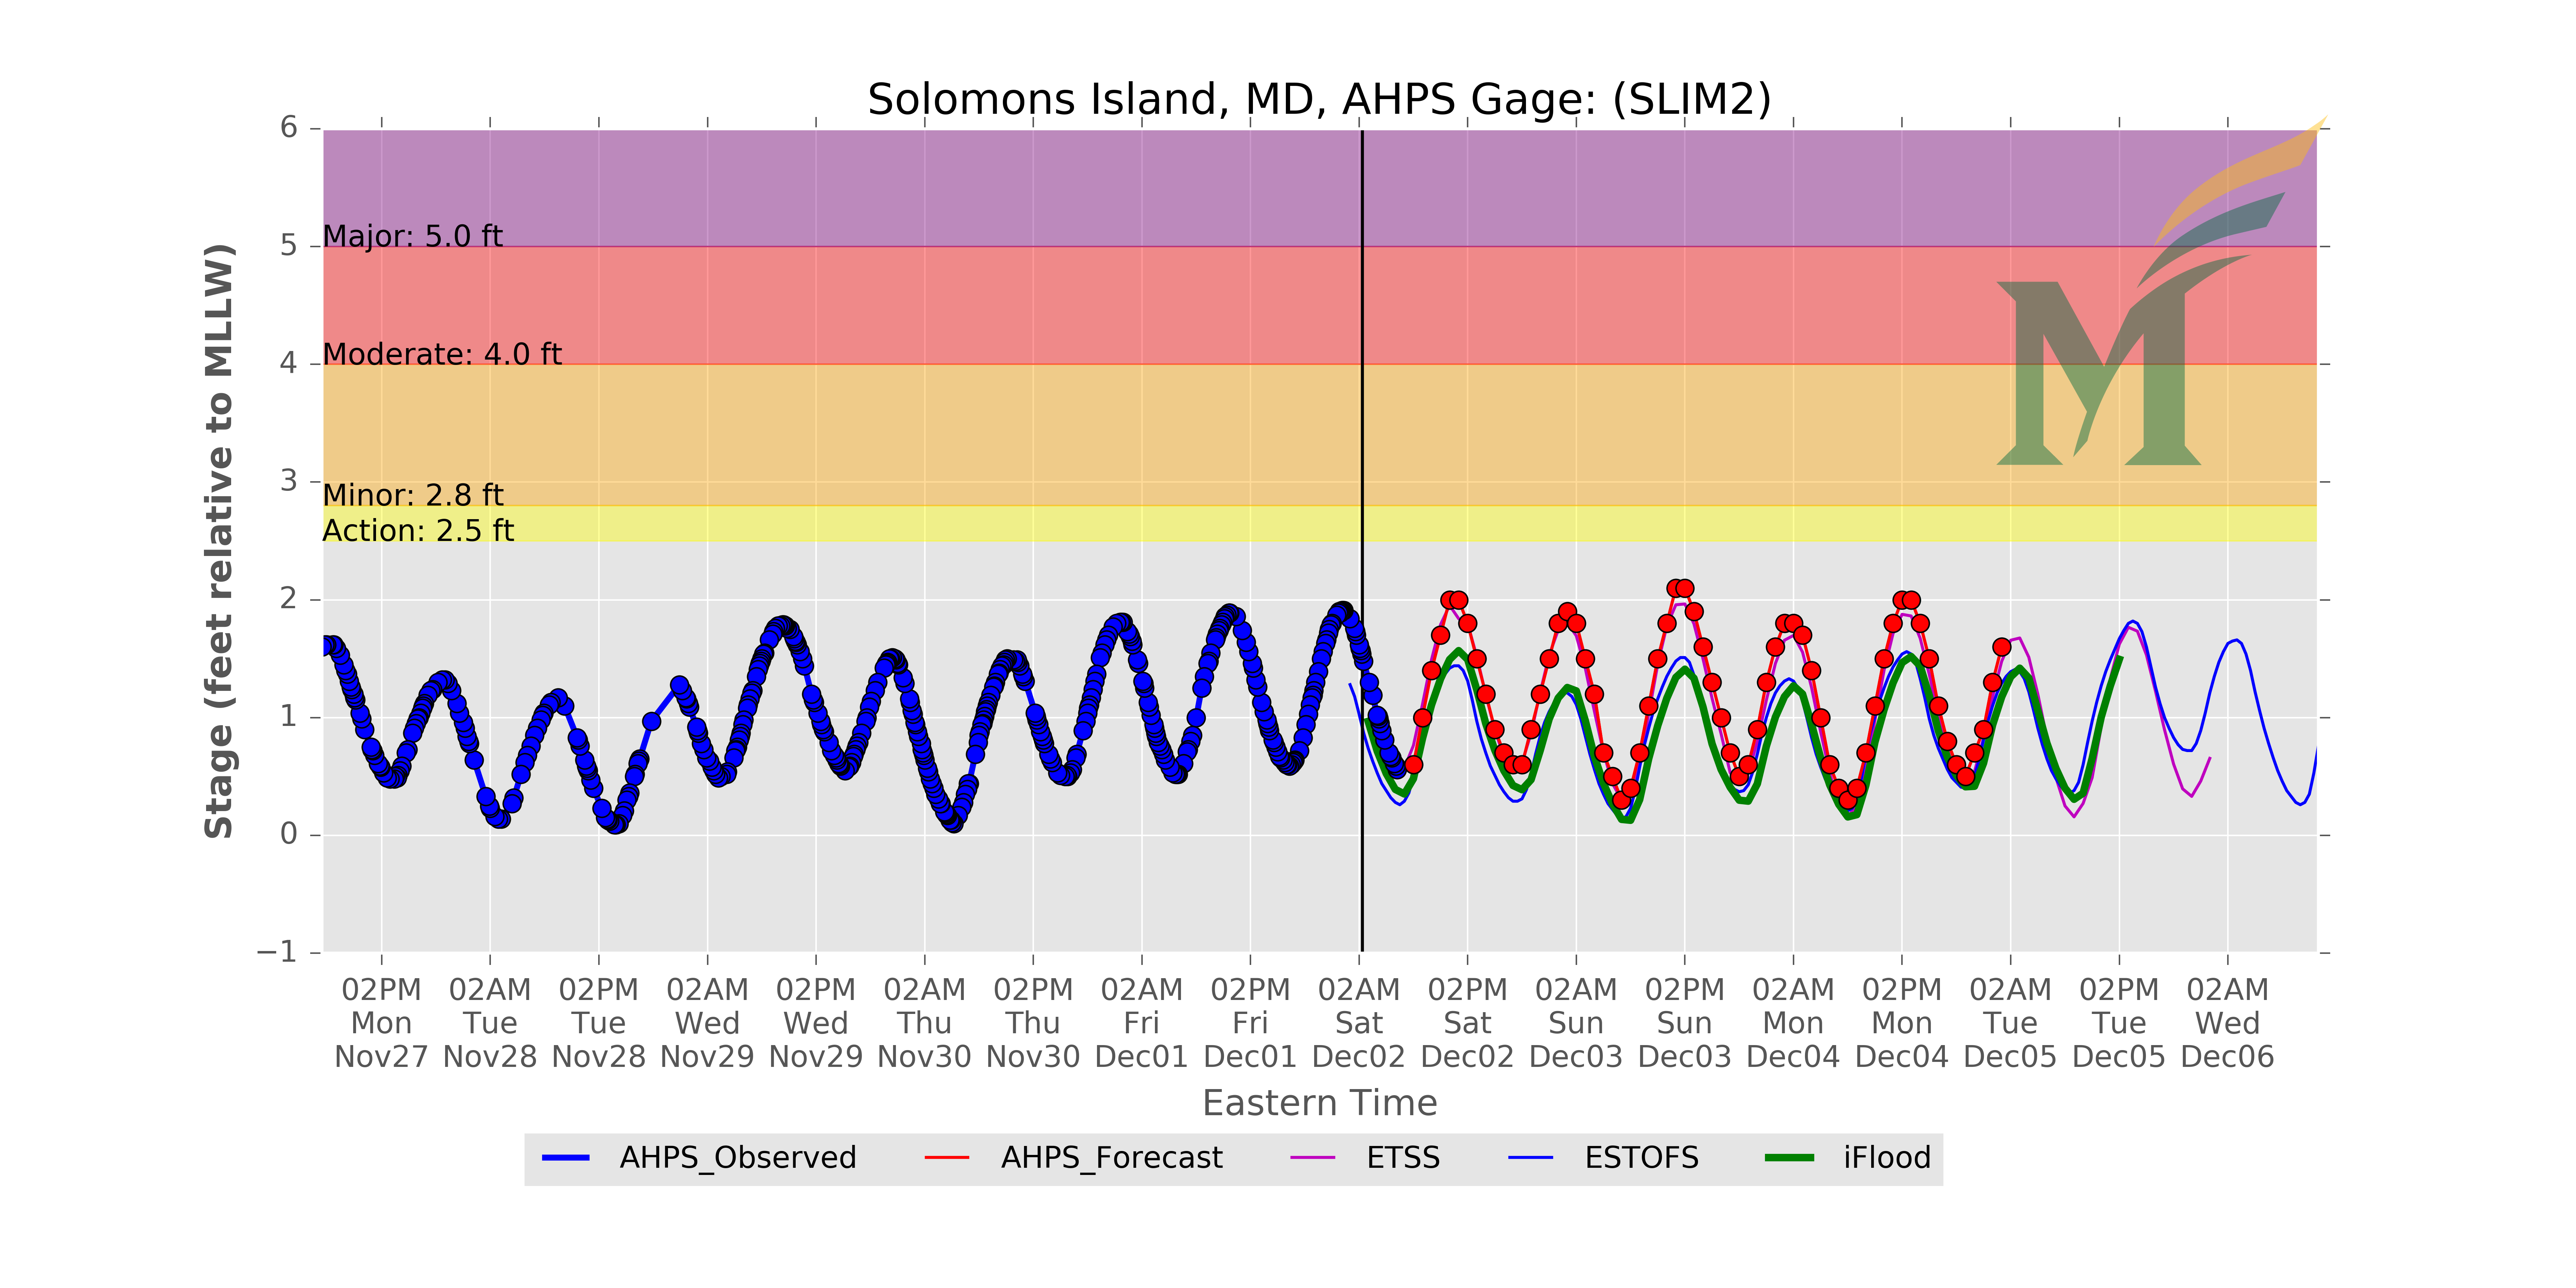 Solomons Island, MD, AHPS Gage: (SLIM2)
Stage (feet relative to MLLW)
6
5
4
3
2
1
0
−1
Major: 5.0 ft
Moderate: 4.0 ft
Minor: 2.8 ft
Action: 2.5 ft
M
02PM 02AM 02PM 02AM 02PM 02AM 02PM 02AM 02PM 02AM 02PM 02AM 02PM 02AM 02PM 02AM 02PM 02AM
Mon Tue Tue Wed Wed Thu Thu Fri Fri Sat Sat Sun Sun Mon Mon Tue Tue Wed
Nov27 Nov28 Nov28 Nov29 Nov29 Nov30 Nov30 Dec01 Dec01 Dec02 Dec02 Dec03 Dec03 Dec04 Dec04 Dec05 Dec05 Dec06
Eastern Time
AHPS_Observed AHPS_Forecast ETSS ESTOFS iFlood